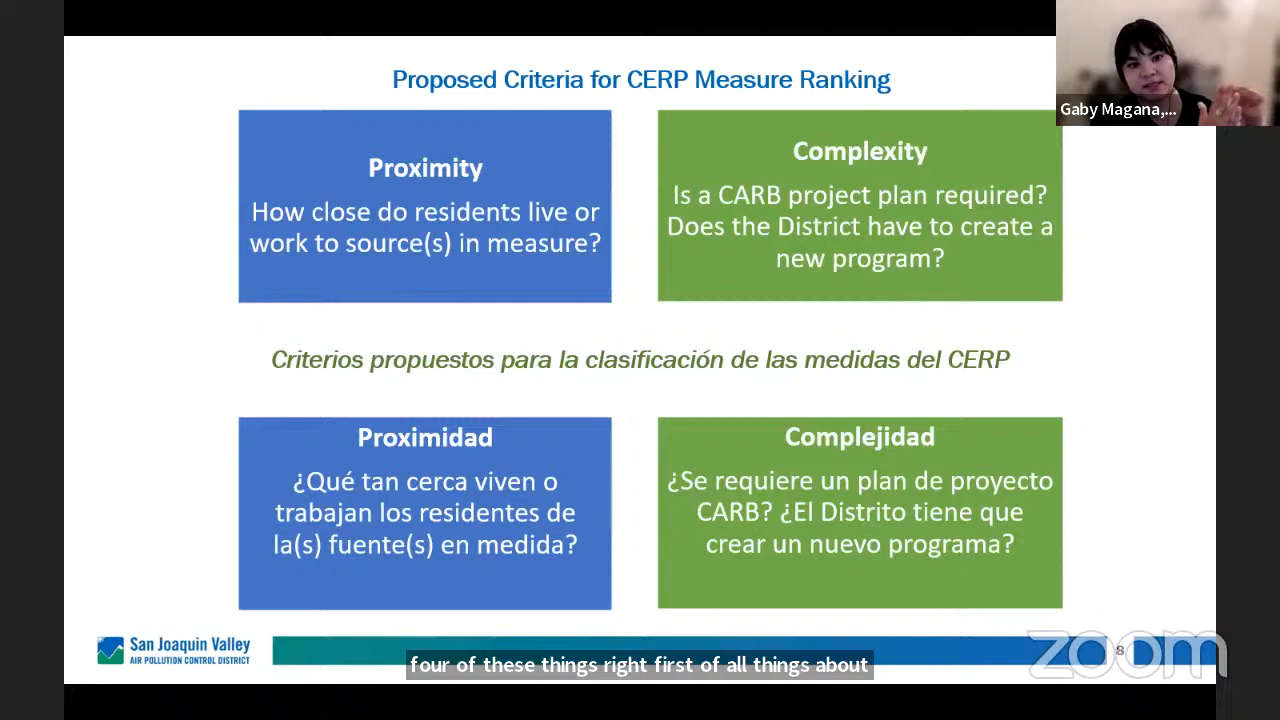 Proposed Criteria for CERP Measure Ranking
Gaby Magana,...
Proximity
How close do residents live or
work to source(s) in measure?
Complexity
Is a CARB project plan required?
Does the District have to create a
new program?
Criterios propuestos para la clasificación de las medidas del CERP
Proximidad
¿Qué tan cerca viven o
trabajan los residentes de
la(s) fuente(s) en medida?
Complejidad
¿Se requiere un plan de proyecto
CARB? ¿El Distrito tiene que
crear un nuevo programa?
San Joaquin Valley
AIR POLLUTION CONTROL DISTRICT
four of these things right first of all things about
8
zoom